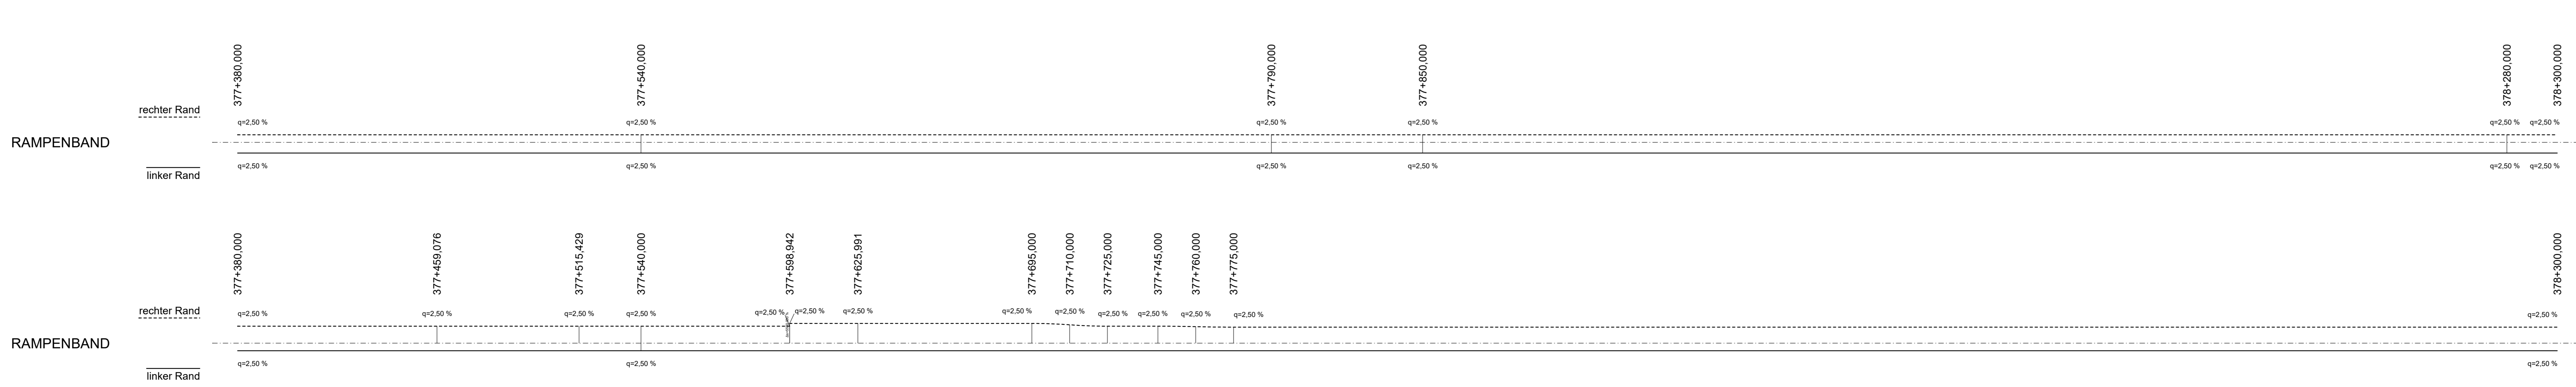 377+380,000 377+540,000 377+790,000 377+850,000 378+280,000 378+300,000
rechter Rand
q=2,50 % q=2,50 % q=2,50 % q=2,50 % q=2,50 % q=2,50 %
RAMPENBAND
q=2,50 % q=2,50 % q=2,50 % q=2,50 % q=2,50 % q=2,50 %
linker Rand
377+380,000 377+459,076 377+515,429 377+540,000 377+598,942 377+625,991 377+695,000 377+710,000 377+725,000 377+745,000 377+760,000 377+775,000 378+300,000
rechter Rand
q=2,50 % q=2,50 % q=2,50 % q=2,50 % q=2,50 % q=2,50 % q=2,50 % q=2,50 % q=2,50 % q=2,50 % q=2,50 % q=2,50 % q=2,50 % q=2,50 %
RAMPENBAND
q=2,50 % q=2,50 % q=2,50 %
linker Rand